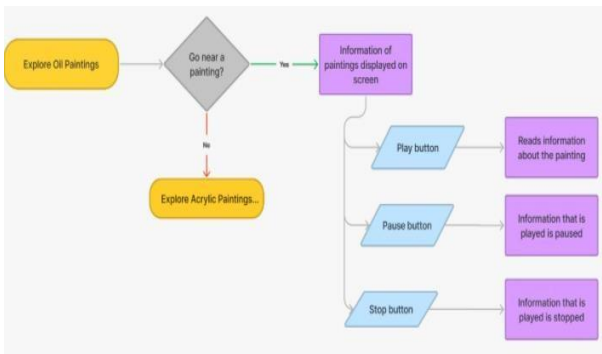 Explore Oil Paintings
Go near a
painting?
Yes
Information of
paintings displayed on
screen
No
Explore Acrylic Paintings...
Play button
Reads information
about the painting
Pause button
Information that is
played is paused
Stop button
Information that is
played is stopped